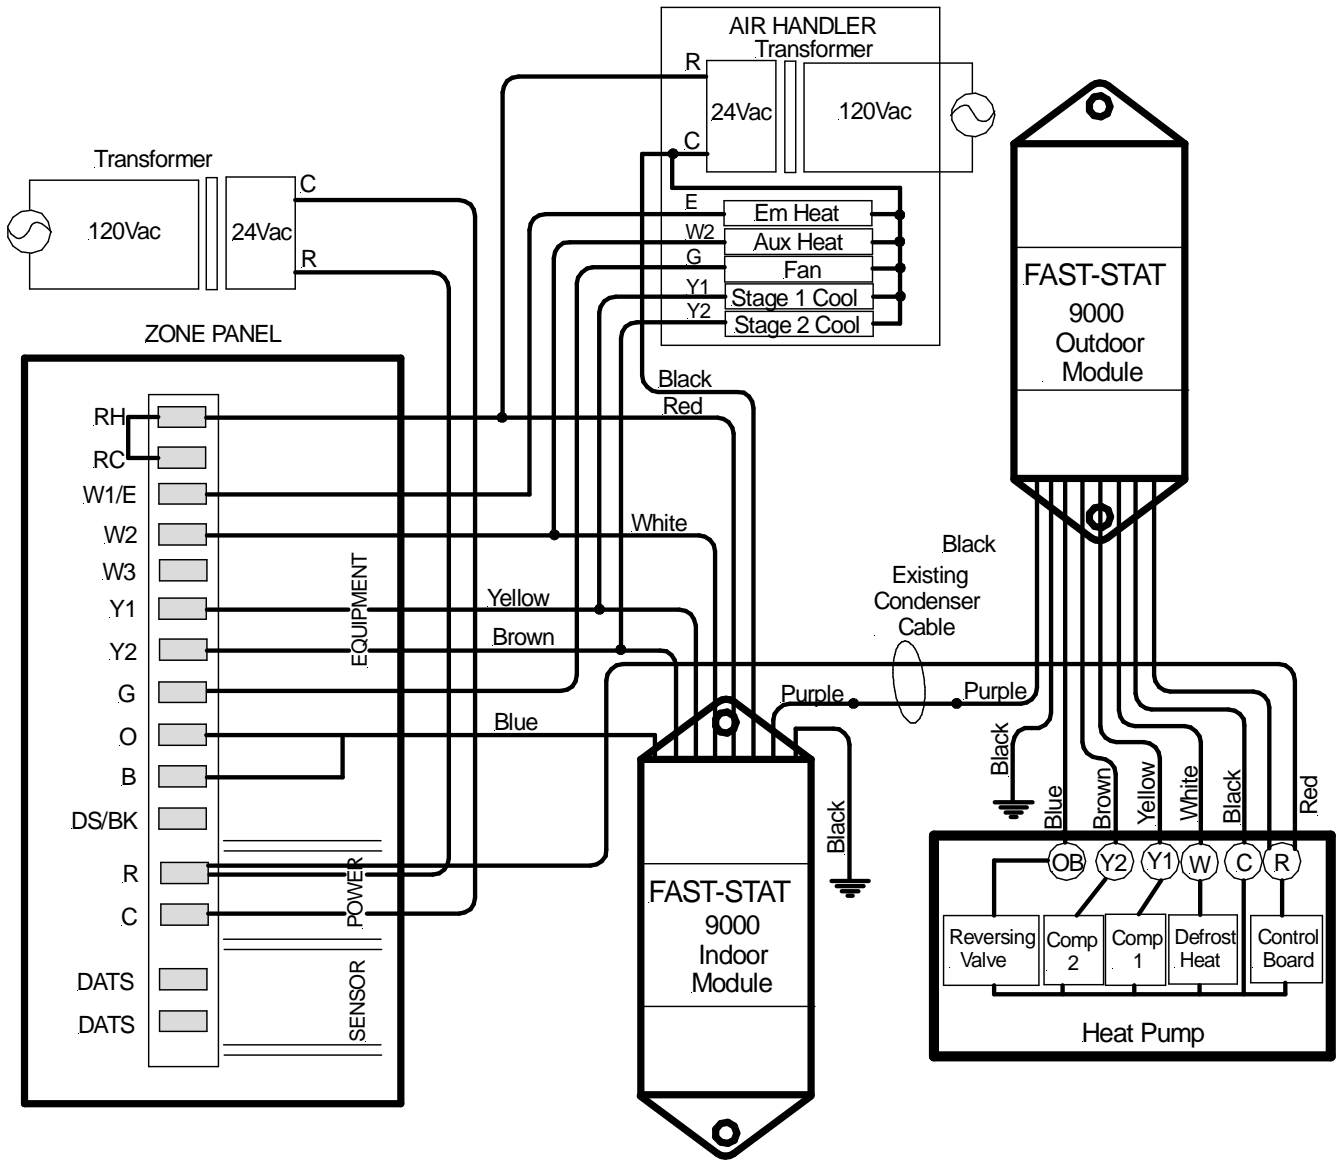 AIR HANDLER
Transformer
R
24Vac
120Vac
C
Transformer
120Vac
24Vac
C
R
E
Em Heat
W2
Aux Heat
G
Fan
Y1
Stage 1 Cool
Y2
Stage 2 Cool
FAST-STAT
9000
Outdoor
Module
ZONE PANEL
Black
Red
RH
RC
W1/E
W2
W3
Y1
Y2
G
O
B
DS/BK
R
C
DATS
DATS
EQUIPMENT
POWER
SENSOR
White
Yellow
Brown
Blue
Black
Existing
Condenser
Cable
Purple
Purple
Black
FAST-STAT
9000
Indoor
Module
Black
Blue
Brown
Yellow
White
Black
Red
OB
Y2
Y1
W
C
R
Reversing
Valve
Comp
2
Comp
1
Defrost
Heat
Control
Board
Heat Pump